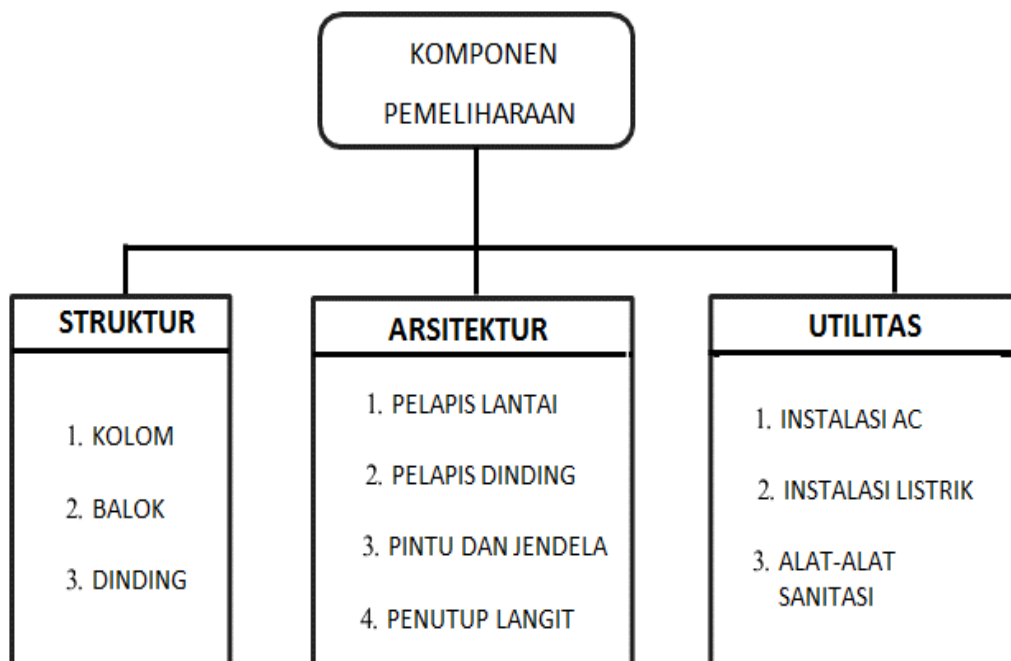 KOMPONEN
PEMELIHARAAN
STRUKTUR
1. KOLOM
2. BALOK
3. DINDING
ARSITEKTUR
1. PELAPIS LANTAI
2. PELAPIS DINDING
3. PINTU DAN JENDELA
4. PENUTUP LANGIT
UTILITAS
1. INSTALASI AC
2. INSTALASI LISTRIK
3. ALAT-ALAT
SANITASI